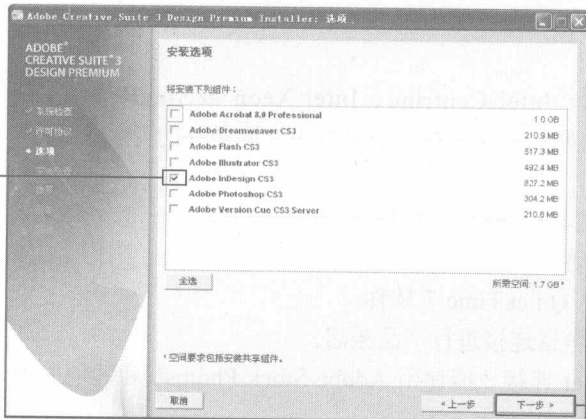 Adobe Creative Suite 3 Design Premium Installer: 选项
ADOBE®
CREATIVE SUITE® 3
DESIGN PREMIUM
系统检查
许可协议
选项
安装选项
将安装下列组件：
Adobe Acrobat 8.0 Professional 1.0 GB
Adobe Dreamweaver CS3 210.9 MB
Adobe Flash CS3 517.3 MB
Adobe Illustrator CS3 492.4 MB
Adobe InDesign CS3 827.2 MB
Adobe Photoshop CS3 304.2 MB
Adobe Version Cue CS3 Server 210.8 MB
全选
所需空间: 1.7 GB*
*空间要求包括安装共享组件。
取消
<上一步
下一步 >